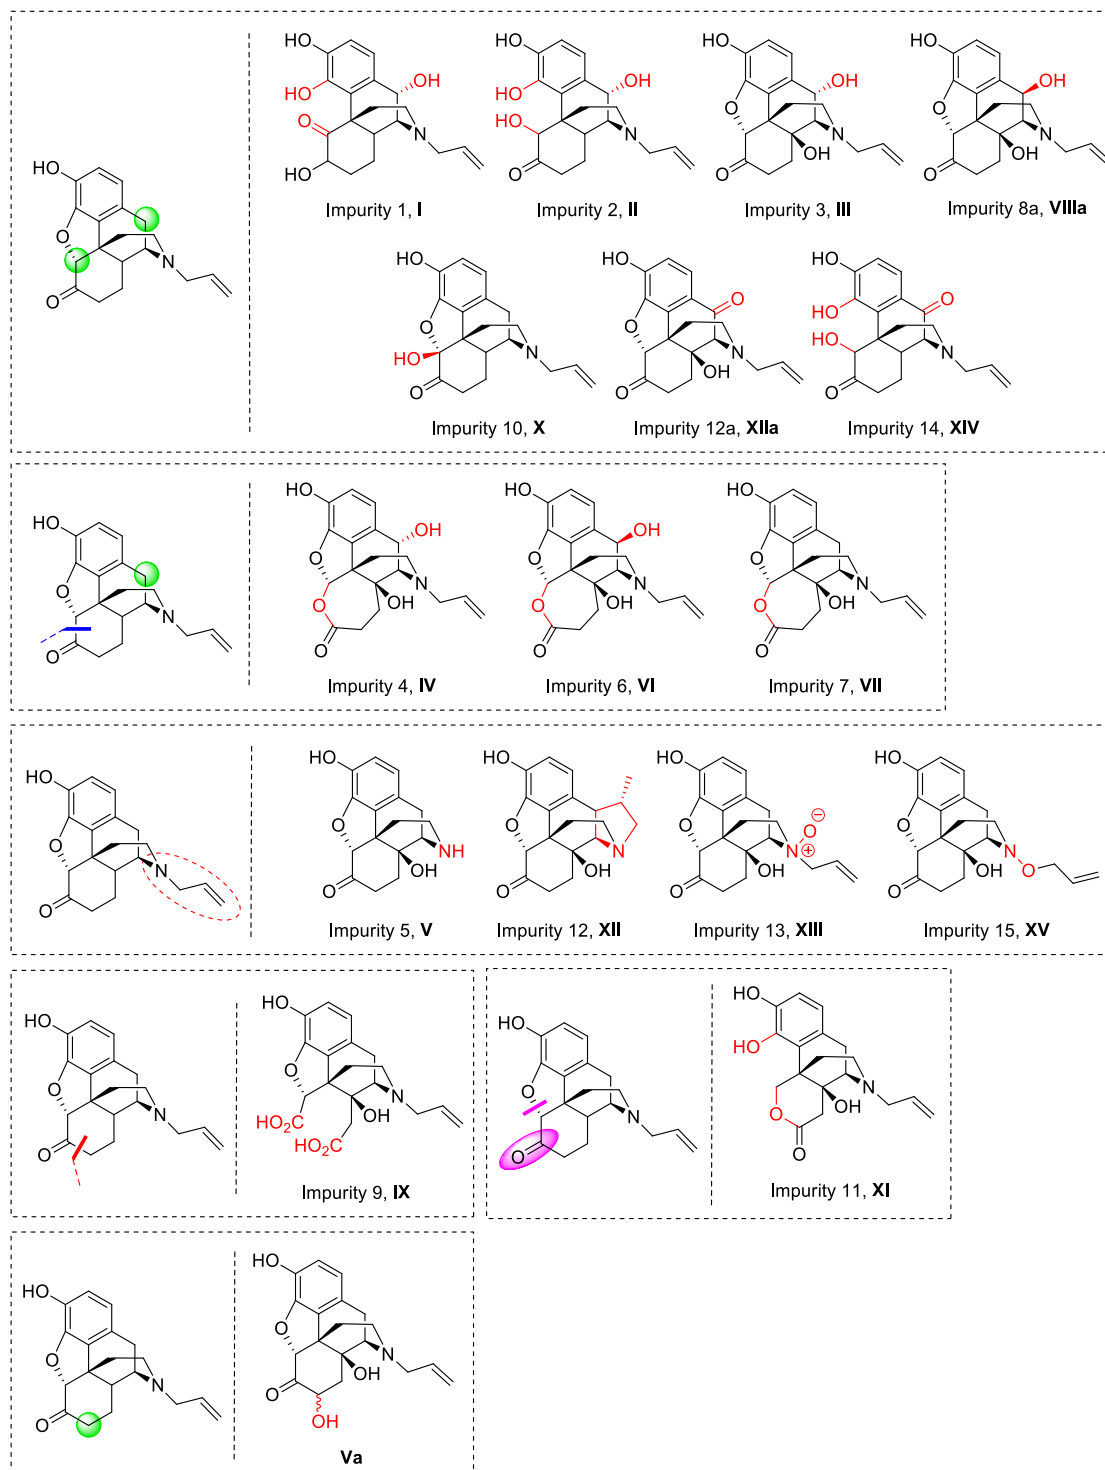 HO
O
O
N
HO
HO
O
HO
OH
N
Impurity 1, I
HO
HO
HO
O
OH
N
Impurity 2, II
HO
O
O
OH
OH
N
Impurity 3, III
HO
O
O
OH
OH
N
Impurity 8a, VIIIa
HO
O
HO
O
N
Impurity 10, X
HO
O
O
O
OH
N
Impurity 12a, XIIa
HO
HO
HO
O
O
N
Impurity 14, XIV
HO
O
O
N
HO
O
O
O
OH
OH
N
Impurity 4, IV
HO
O
O
O
OH
OH
N
Impurity 6, VI
HO
O
O
O
OH
N
Impurity 7, VII
HO
O
O
N
HO
O
O
OH
NH
Impurity 5, V
HO
O
O
OH
N
Impurity 12, XII
HO
O
O
OH
O⊖
N⊕
Impurity 13, XIII
HO
O
O
OH
N
O
Impurity 15, XV
HO
O
O
N
HO
O
HO2C
HO2C
OH
N
Impurity 9, IX
HO
O
O
N
HO
HO
O
O
OH
N
Impurity 11, XI
HO
O
O
N
HO
O
O
OH
OH
N
Va